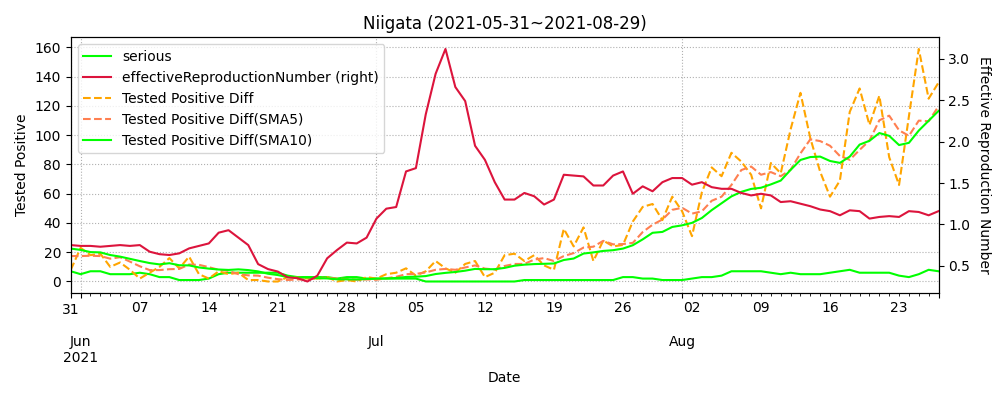 Niigata (2021-05-31~2021-08-29)
serious
effectiveReproductionNumber (right)
Tested Positive Diff
Tested Positive Diff(SMA5)
Tested Positive Diff(SMA10)
Tested Positive
160
140
120
100
80
60
40
20
0
3.0
2.5
2.0
1.5
1.0
0.5
Effective Reproduction Number
31 07 14 21 28 05 12 19 26 02 09 16 23
Jun Jul Aug
2021
Date